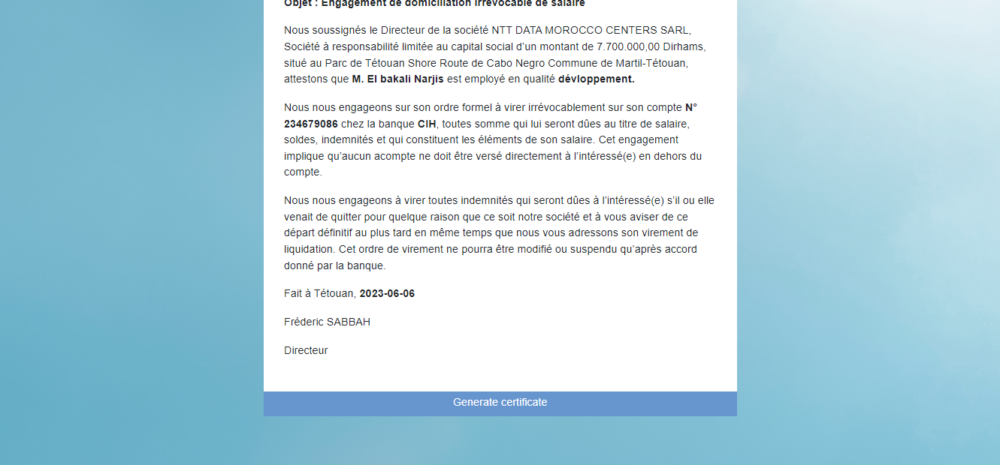 Objet : Engagement de domiciliation irrévocable de salaire
Nous soussignés le Directeur de la société NTT DATA MOROCCO CENTERS SARL,
Société à responsabilité limitée au capital social d’un montant de 7.700.000,00 Dirhams,
situé au Parc de Tétouan Shore Route de Cabo Negro Commune de Martil-Tétouan,
attestons que M. El bakali Narjis est employé en qualité dévloppement.
Nous nous engageons sur son ordre formel à virer irrévocablement sur son compte N°
234679086 chez la banque CIH, toutes somme qui lui seront dûes au titre de salaire,
soldes, indemnités et qui constituent les éléments de son salaire. Cet engagement
implique qu’aucun acompte ne doit être versé directement à l’intéressé(e) en dehors du
compte.
Nous nous engageons à virer toutes indemnités qui seront dûes à l’intéressé(e) s’il ou elle
venait de quitter pour quelque raison que ce soit notre société et à vous aviser de ce
départ définitif au plus tard en même temps que nous vous adressons son virement de
liquidation. Cet ordre de virement ne pourra être modifié ou suspendu qu’après accord
donné par la banque.
Fait à Tétouan, 2023-06-06
Fréderic SABBAH
Directeur
Generate certificate